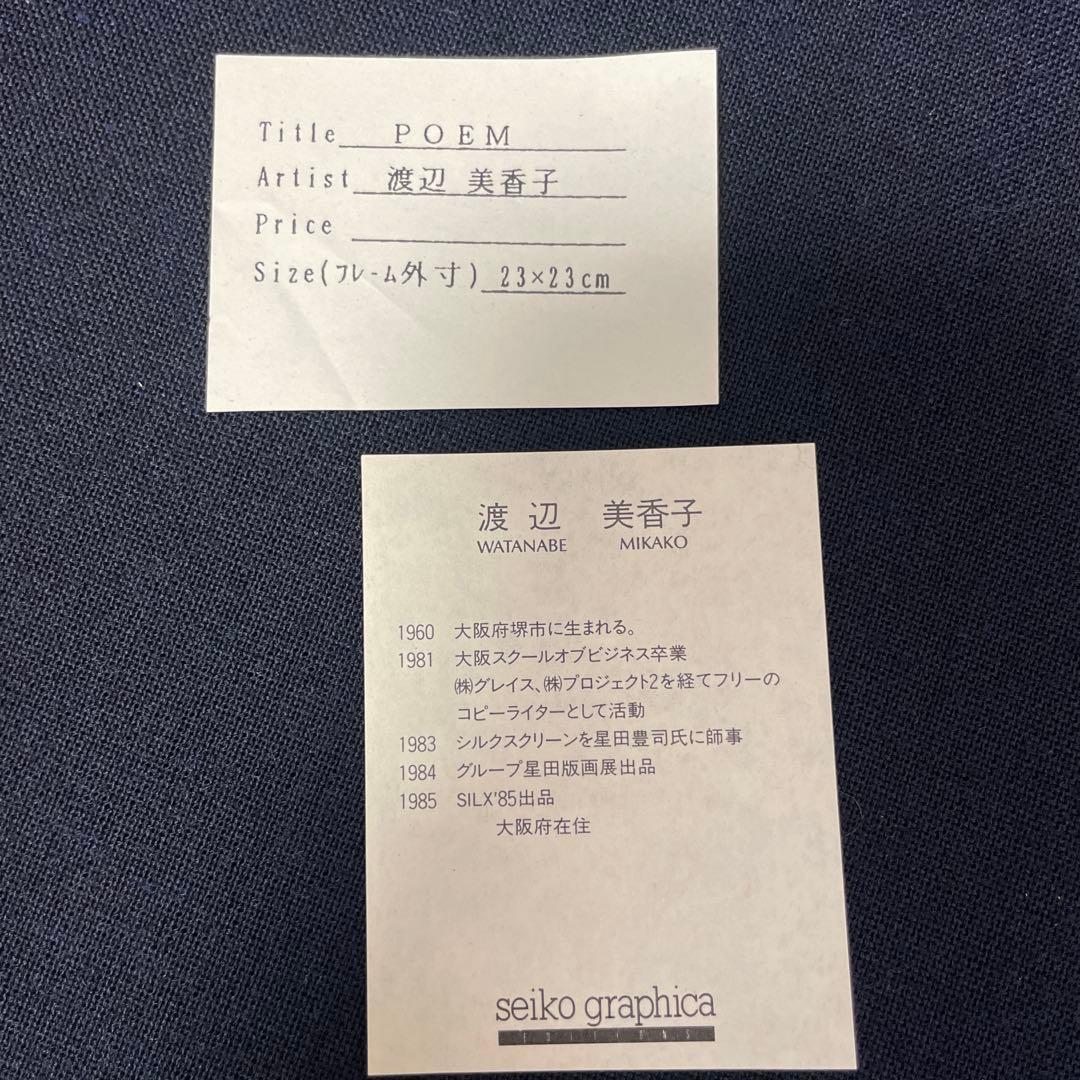 Title POEM
Artist 渡辺 美香子
Price
Size(フレーム外寸) 23×23cm
渡辺 美香子
WATANABE MIKAKO
1960 大阪府堺市に生まれる。
1981 大阪スクールオブビジネス卒業
㈱グレイス、㈱プロジェクト2を経てフリーの
コピーライターとして活動
1983 シルクスクリーンを星田豊司氏に師事
1984 グループ星田版画展出品
1985 SILX'85出品
大阪府在住
seiko graphica
EDITIONS